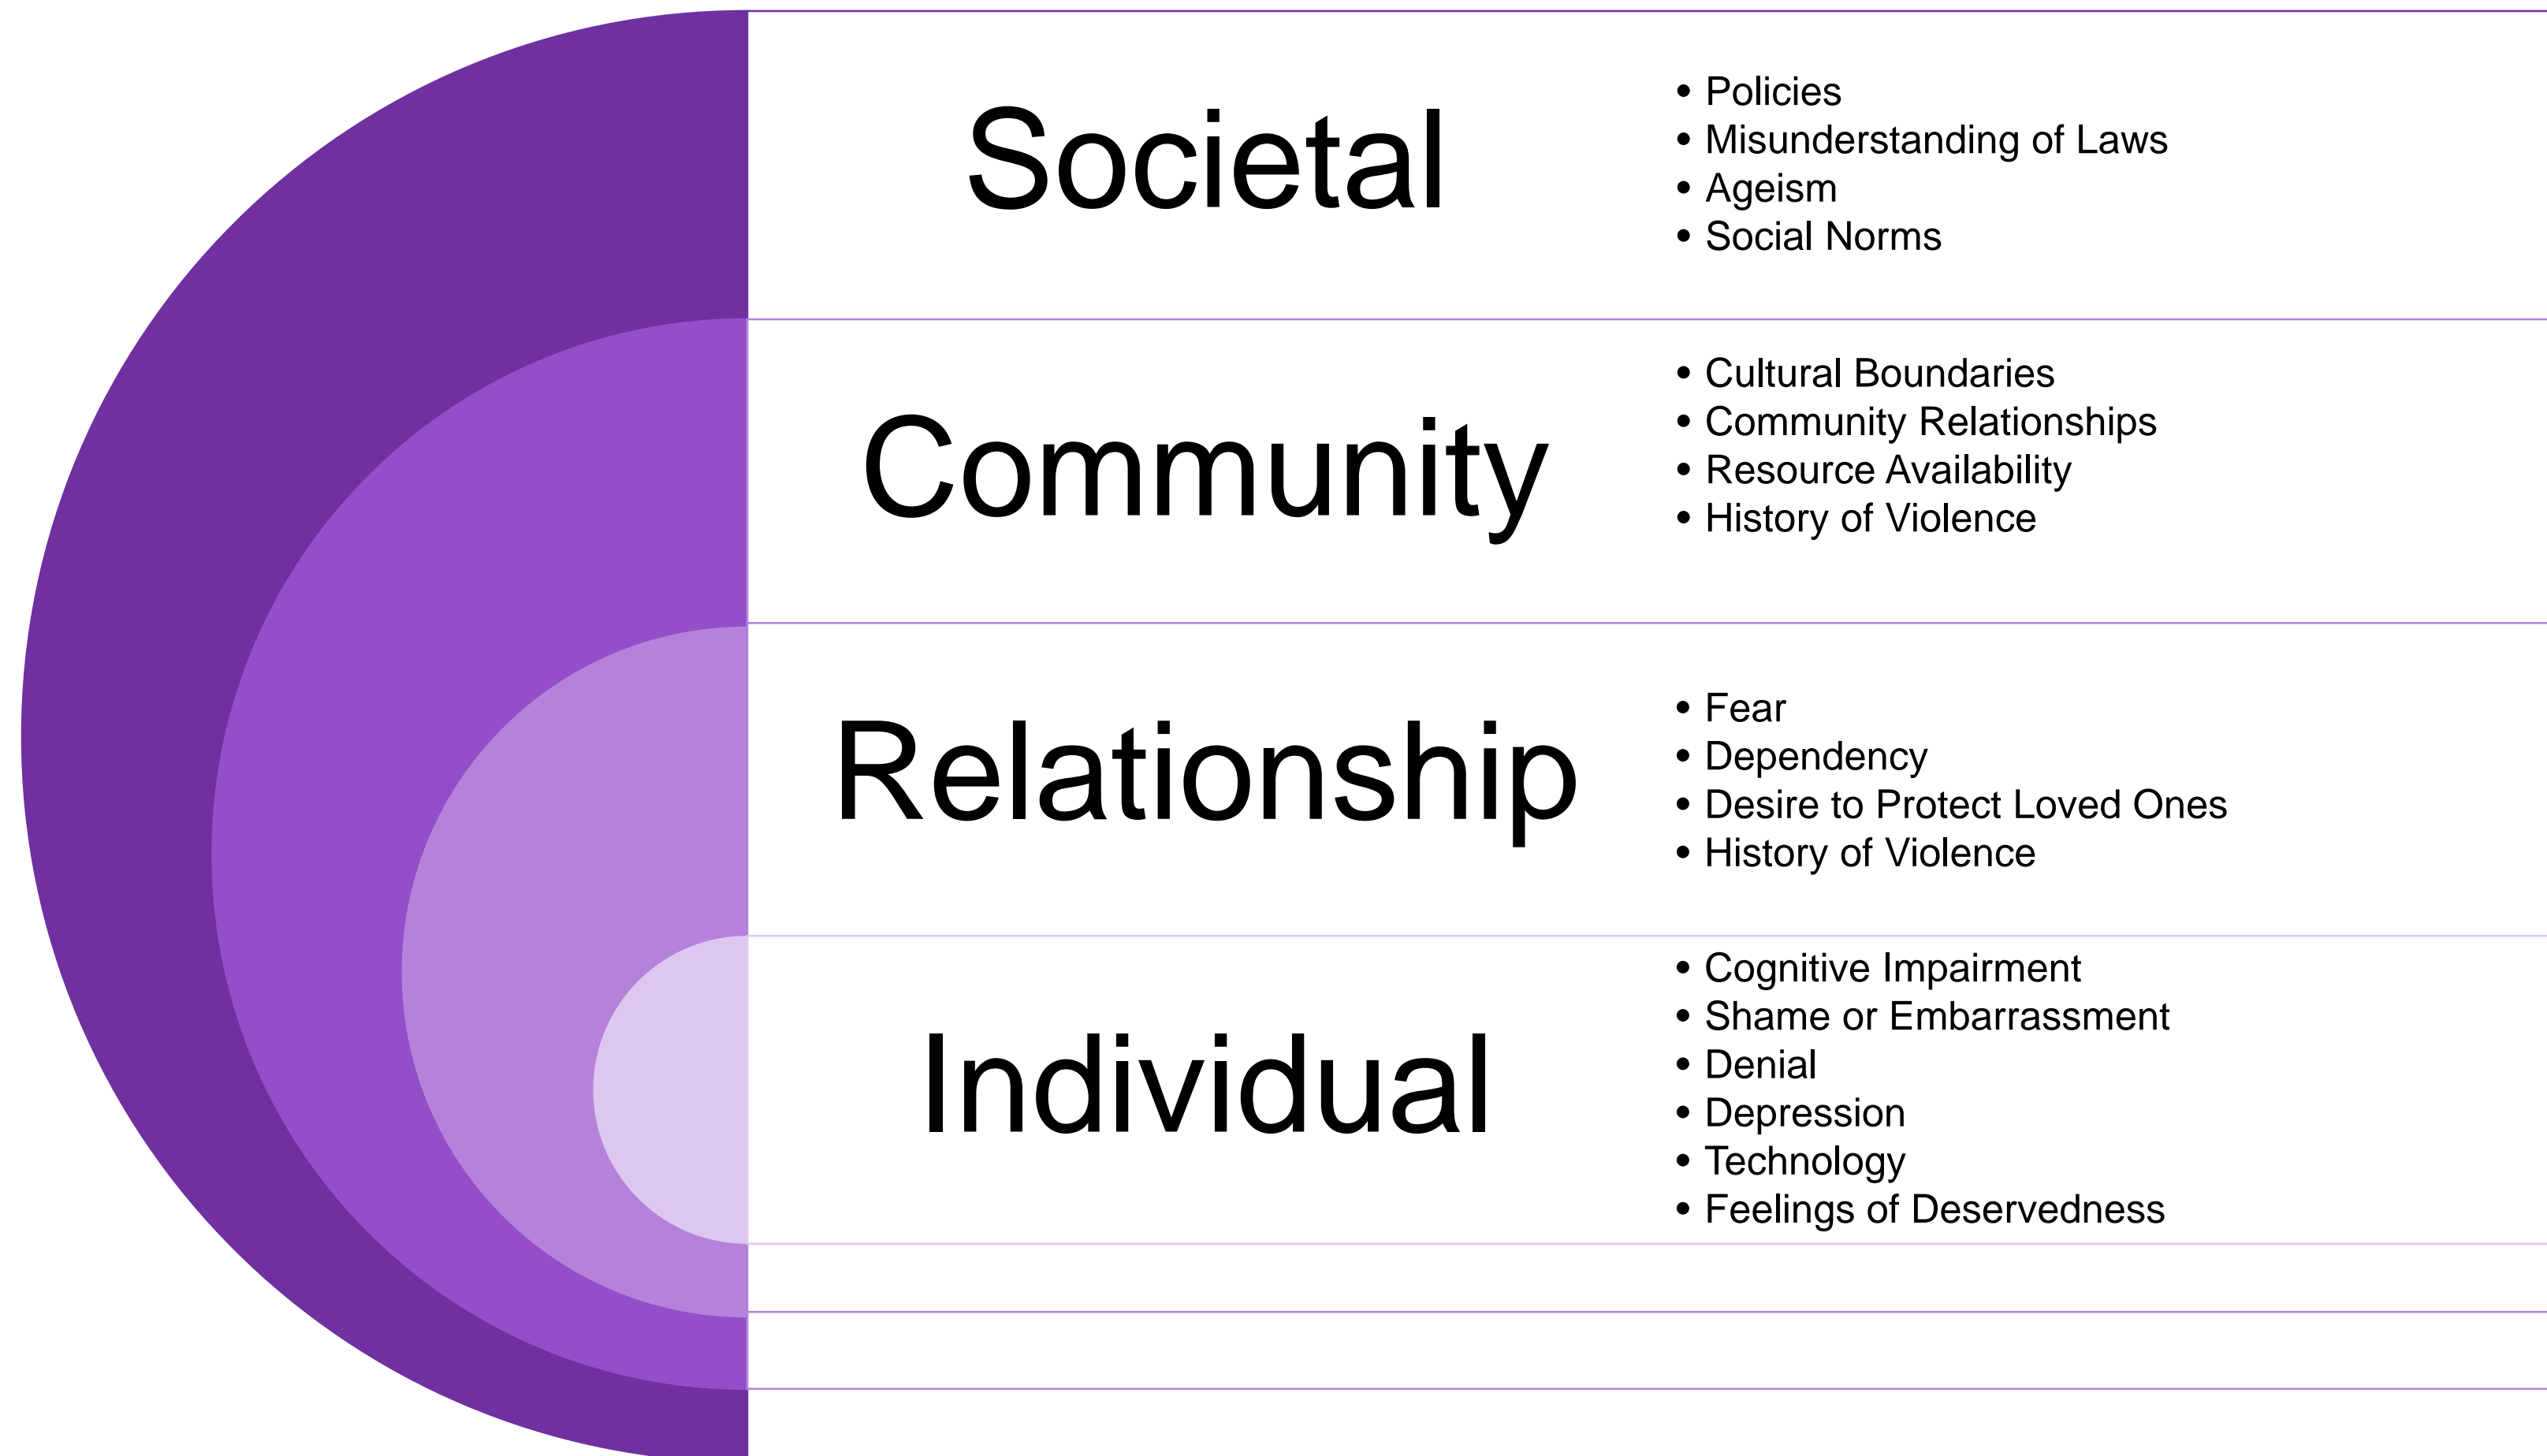 Societal
• Policies
• Misunderstanding of Laws
• Ageism
• Social Norms
Community
• Cultural Boundaries
• Community Relationships
• Resource Availability
• History of Violence
Relationship
• Fear
• Dependency
• Desire to Protect Loved Ones
• History of Violence
Individual
• Cognitive Impairment
• Shame or Embarrassment
• Denial
• Depression
• Technology
• Feelings of Deservedness